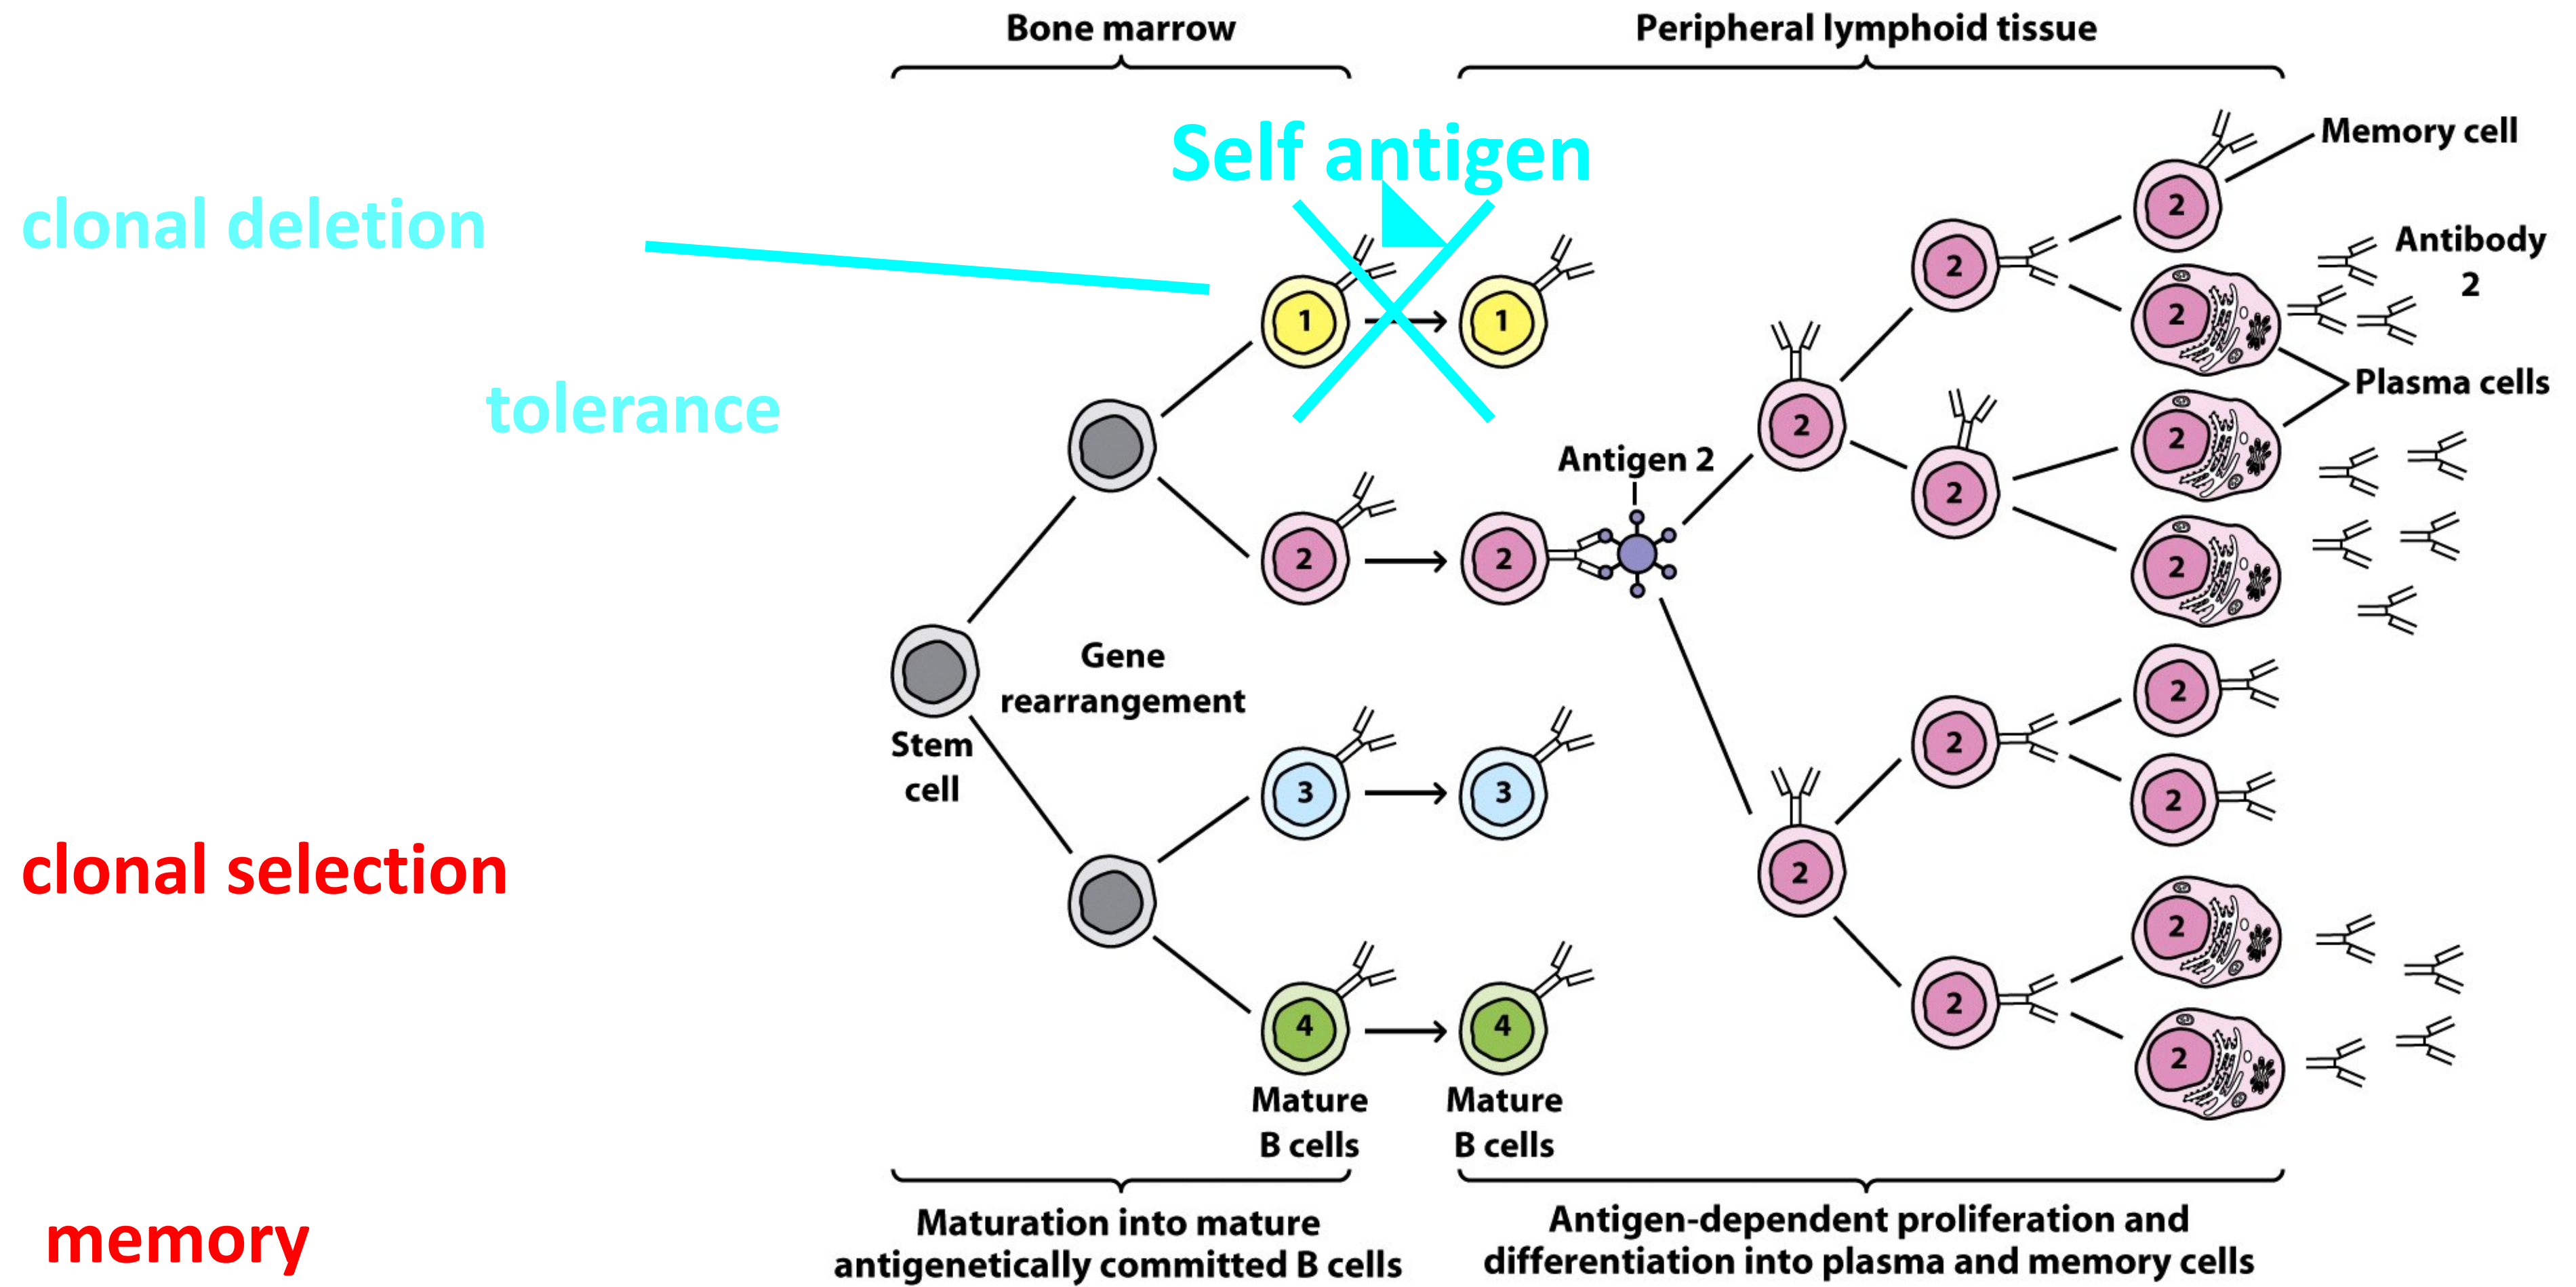 Bone marrow
Peripheral lymphoid tissue
Self antigen
Memory cell
clonal deletion
Antibody
2
2
2
2
1
1
2
Plasma cells
tolerance
2
2
Antigen 2
2
2
2
2
Gene
rearrangement
Stem
cell
2
2
3
3
2
clonal selection
2
2
2
4
4
2
Mature
B cells
Mature
B cells
memory
Maturation into mature
antigenetically committed B cells
Antigen-dependent proliferation and
differentiation into plasma and memory cells